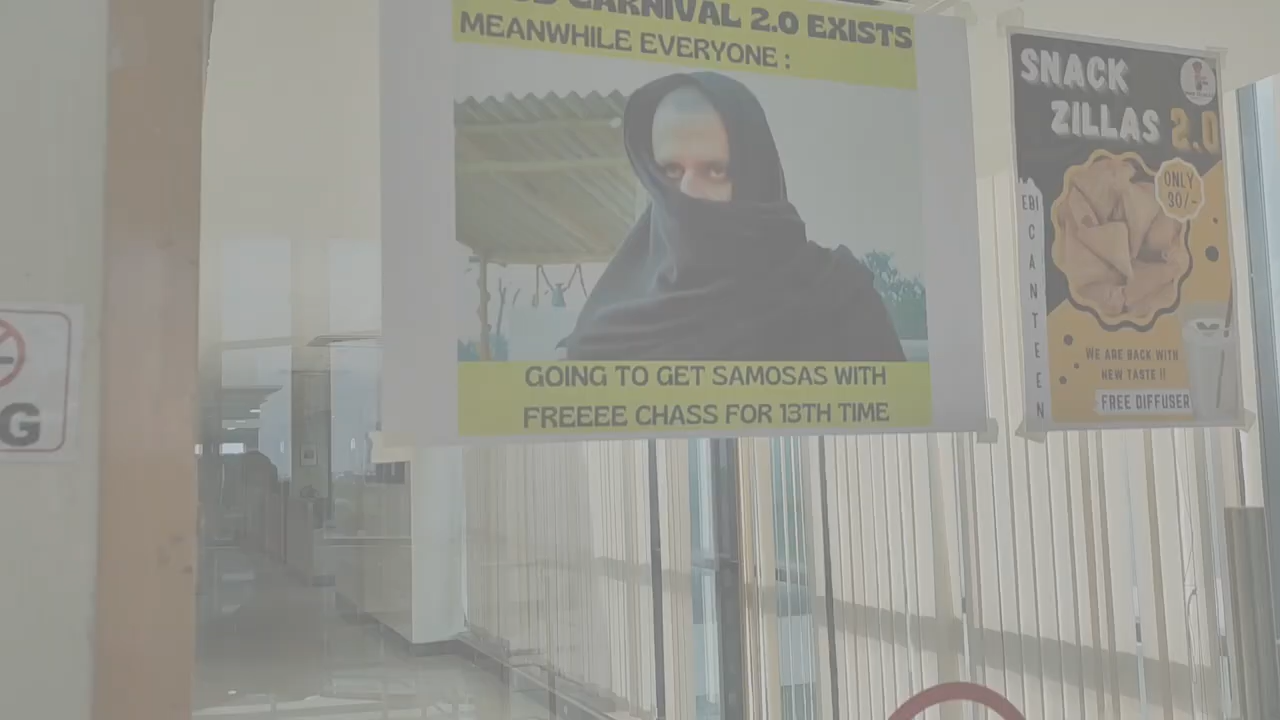 CARNIVAL 2.0 EXISTS
MEANWHILE EVERYONE :
GOING TO GET SAMOSAS WITH
FREEEE CHASS FOR 13TH TIME
SNACK
ZILLAS 2.0
ONLY
30/-
EBI
CANTEEN
WE ARE BACK WITH
NEW TASTE !!
FREE DIFFUSER
G